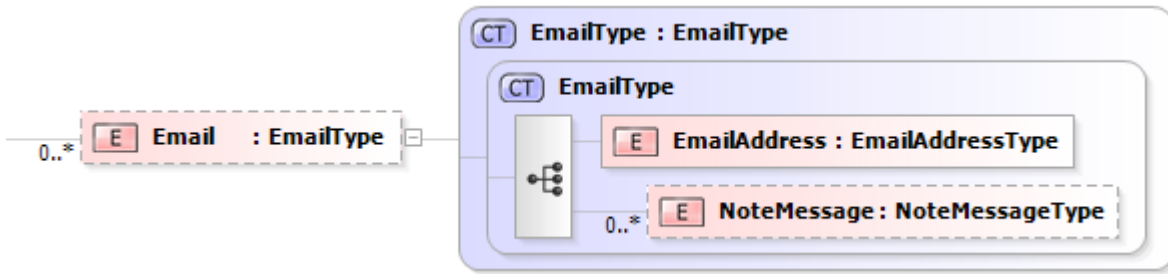 CT EmailType : EmailType
CT EmailType
E Email : EmailType
0..*
E EmailAddress : EmailAddressType
E NoteMessage : NoteMessageType
0..*